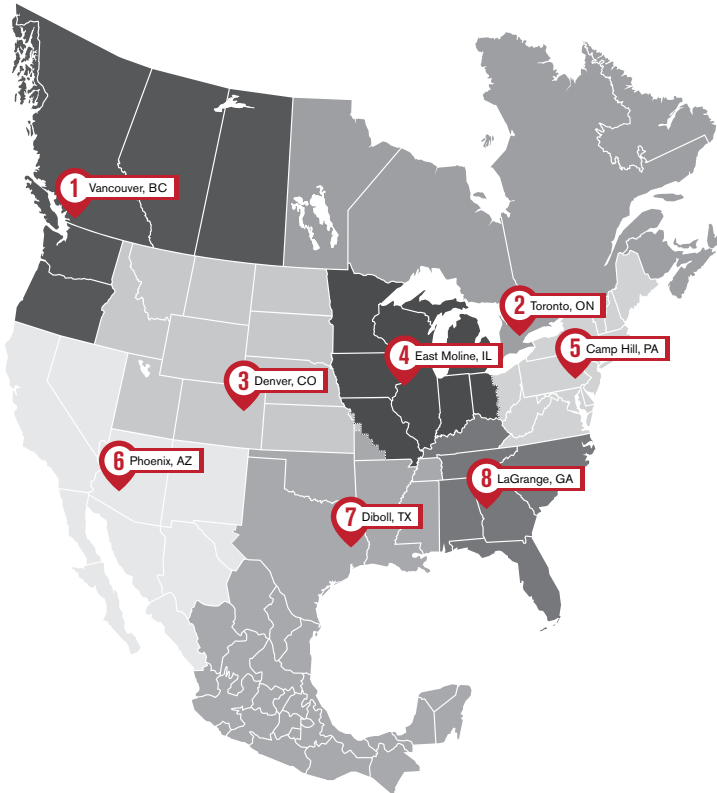 1 Vancouver, BC
2 Toronto, ON
3 Denver, CO
4 East Moline, IL
5 Camp Hill, PA
6 Phoenix, AZ
7 Diboll, TX
8 LaGrange, GA